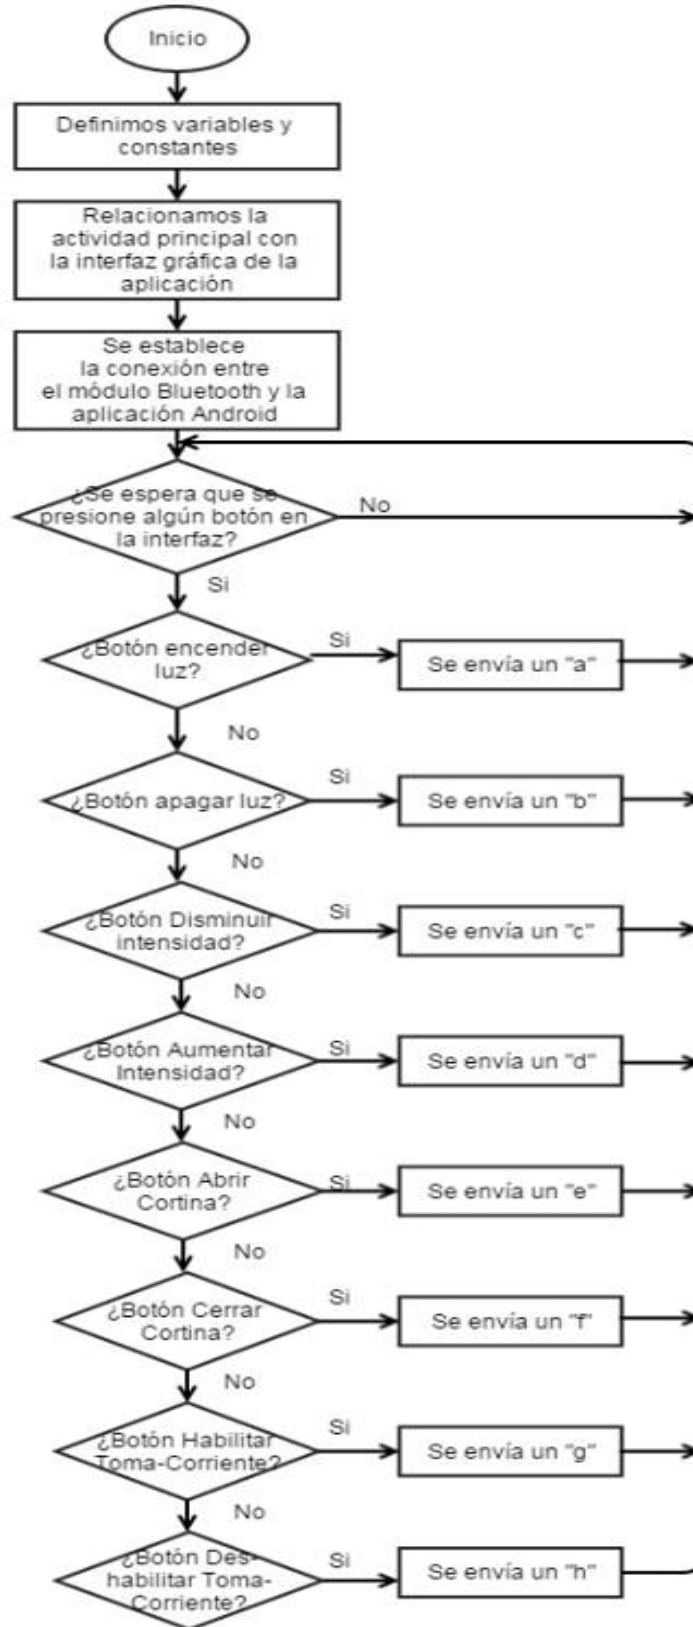 Inicio
Definimos variables y
constantes
Relacionamos la
actividad principal con
la interfaz gráfica de la
aplicación
Se establece
la conexión entre
el módulo Bluetooth y la
aplicación Android
¿Se espera que se
presione algún botón en
la interfaz?
No
Si
¿Botón encender
luz?
Si
Se envía un "a"
No
¿Botón apagar luz?
Si
Se envía un "b"
No
¿Botón Disminuir
intensidad?
Si
Se envía un "c"
No
¿Botón Aumentar
Intensidad?
Si
Se envía un "d"
No
¿Botón Abrir
Cortina?
Si
Se envía un "e"
No
¿Botón Cerrar
Cortina?
Si
Se envía un "f"
No
¿Botón Habilitar
Toma-Corriente?
Si
Se envía un "g"
No
¿Botón Des-
habilitar Toma-
Corriente?
Si
Se envía un "h"